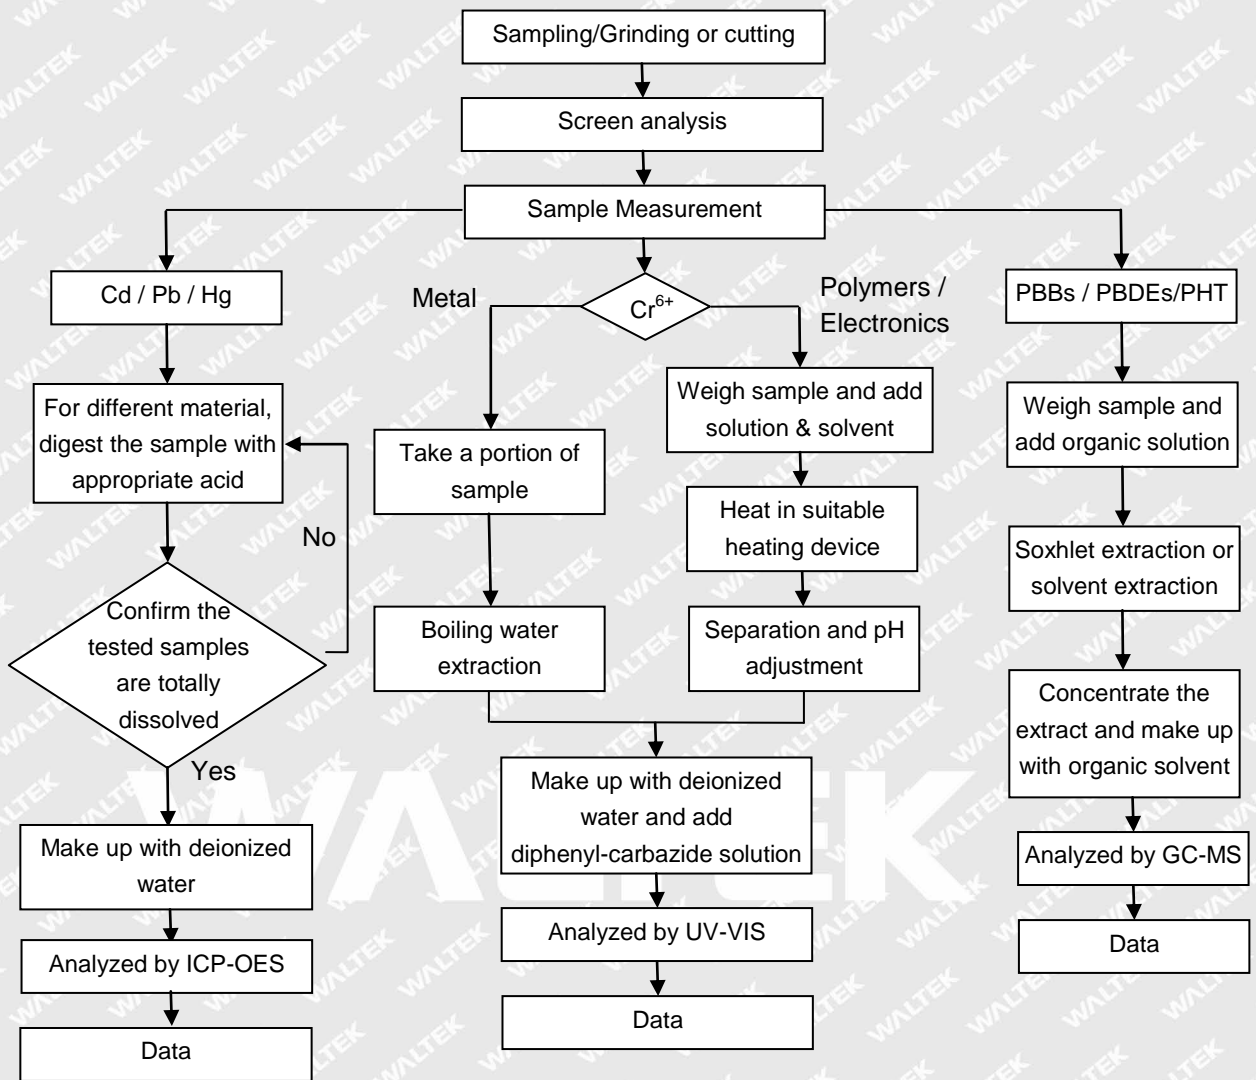 Sampling/Grinding or cutting
Screen analysis
Sample Measurement
Cd / Pb / Hg
For different material,
digest the sample with
appropriate acid
No
Confirm the
tested samples
are totally
dissolved
Yes
Make up with deionized
water
Analyzed by ICP-OES
Data
Cr6+
Metal
Take a portion of
sample
Boiling water
extraction
Polymers /
Electronics
Weigh sample and add
solution & solvent
Heat in suitable
heating device
Separation and pH
adjustment
Make up with deionized
water and add
diphenyl-carbazide solution
Analyzed by UV-VIS
Data
PBBs / PBDEs/PHT
Weigh sample and
add organic solution
Soxhlet extraction or
solvent extraction
Concentrate the
extract and make up
with organic solvent
Analyzed by GC-MS
Data
WALTEK